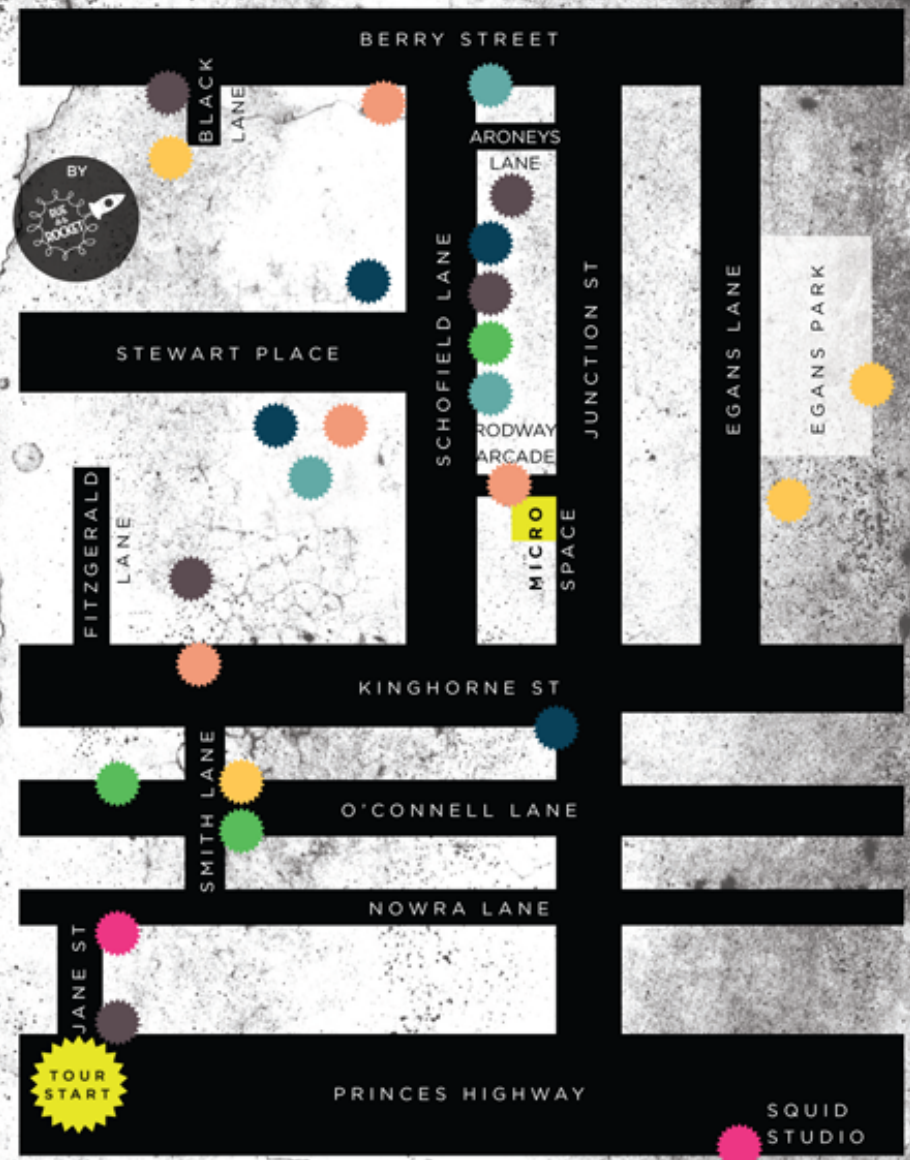 BERRY STREET
BLACK
LANE
ARONEYS
LANE
BY
DUG
ROCKET
STEWART PLACE
SCHOFIELD LANE
JUNCTION ST
EGANS LANE
EGANS PARK
RODWAY
ARCADE
MICRO
SPACE
FITZGERALD
LANE
KINGHORNE ST
SMITH LANE
O'CONNELL LANE
NOWRA LANE
JANE ST
TOUR
START
PRINCES HIGHWAY
SQUID
STUDIO